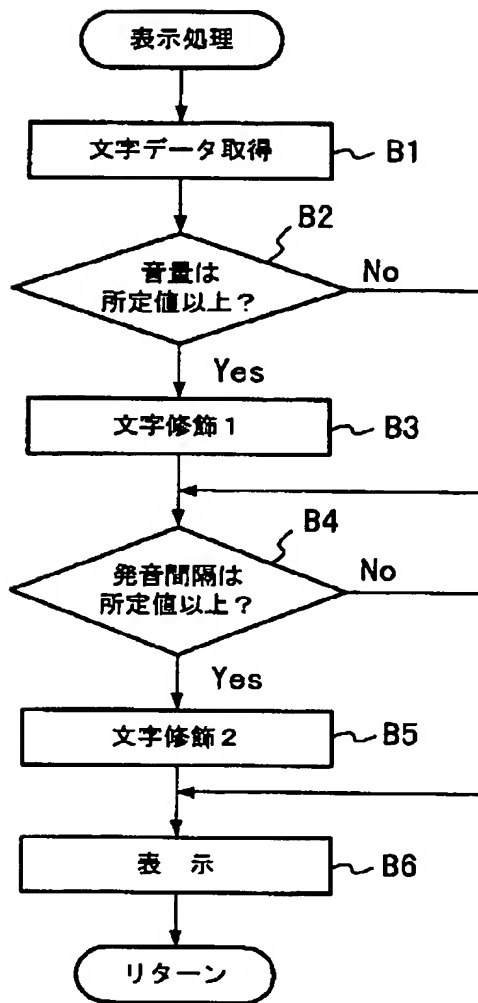 表示処理
文字データ取得
B1
B2
音量は
所定値以上？
No
Yes
文字修飾１
B3
B4
発音間隔は
所定値以上？
No
Yes
文字修飾２
B5
表　示
B6
リターン